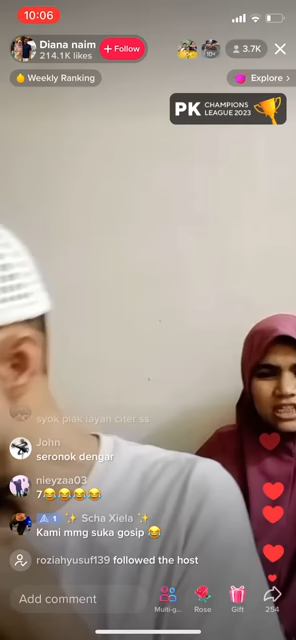 10:06
Diana naim
214.1K likes
+ Follow
10+
3.7K
Weekly Ranking
Explore >
PK CHAMPIONS
LEAGUE 2023
syok plak layan citer ss
John
seronok dengar
nieyzaa03
7😂😂😂😂
1 ✨ Scha Xiela ✨
Kami mmg suka gosip 😂
roziahyusuf139 followed the host
Add comment
Multi-g...
Rose
Gift
254